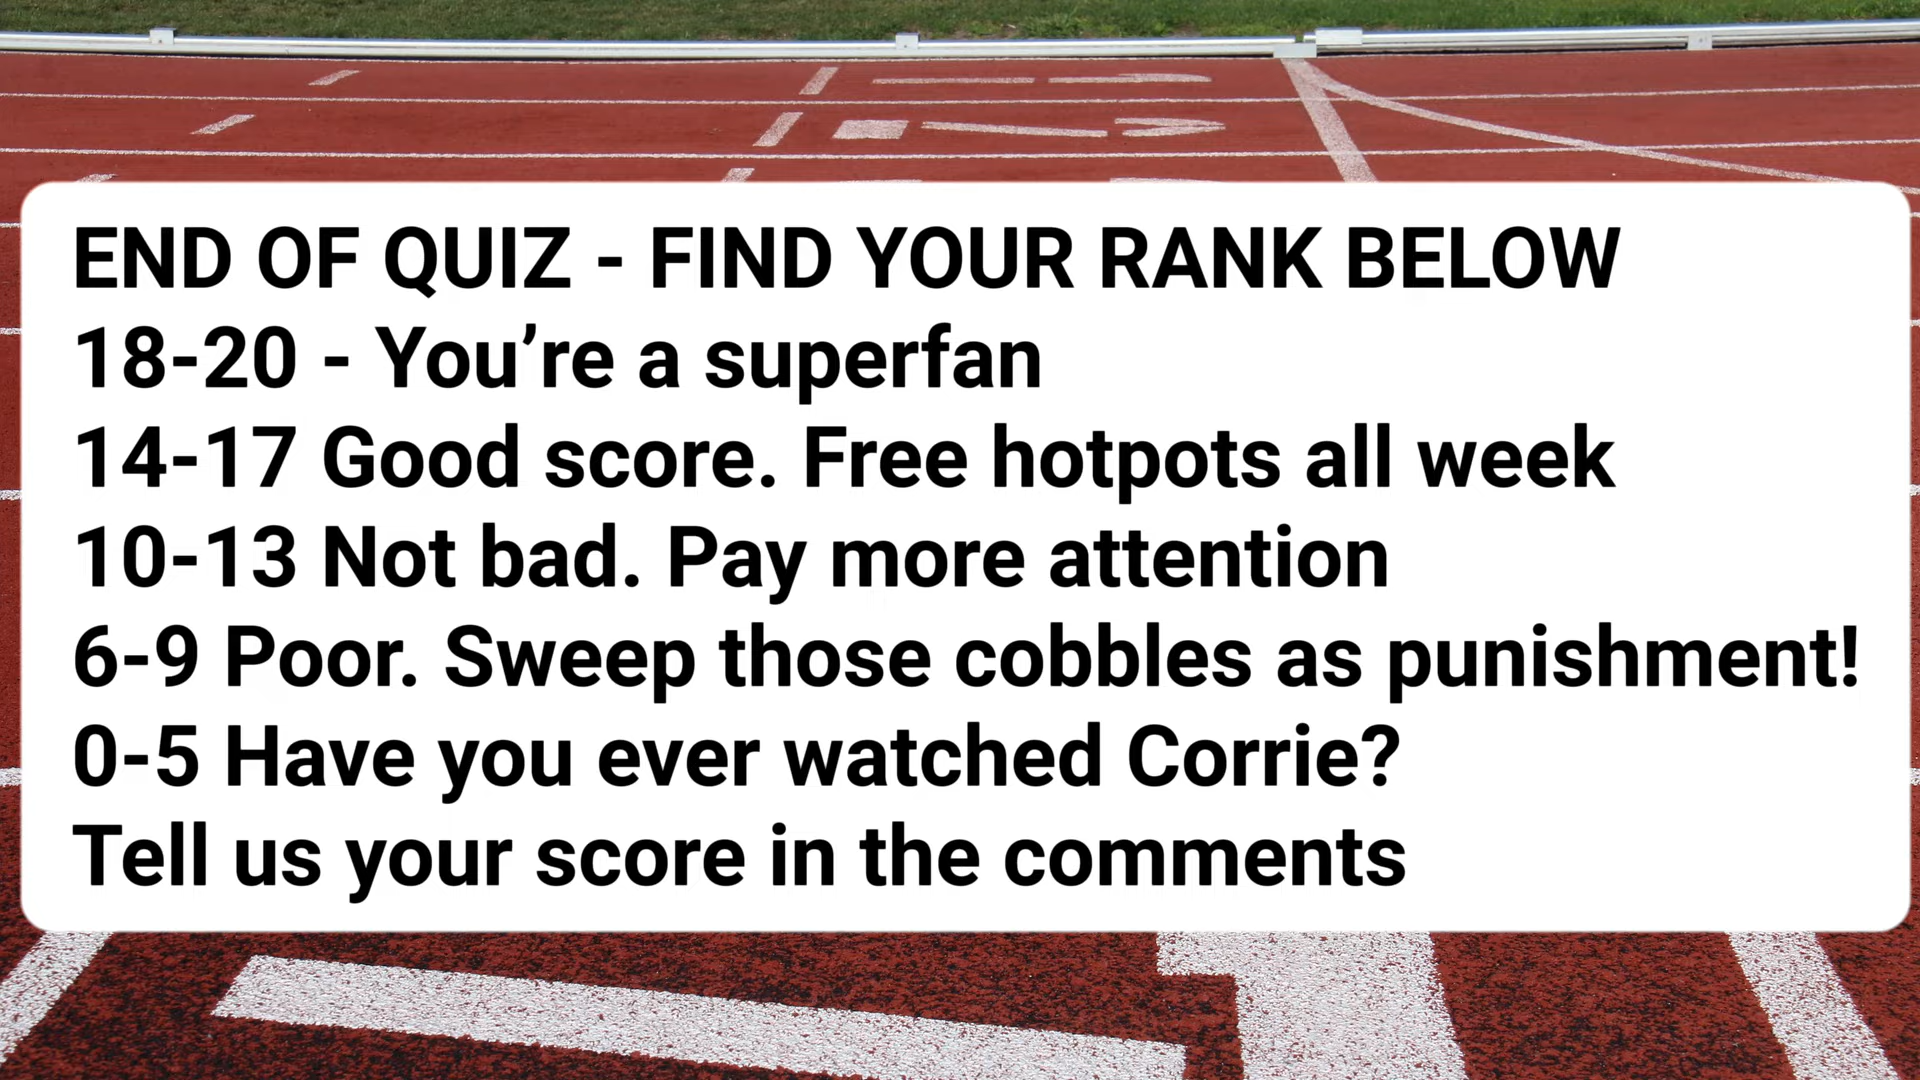 END OF QUIZ - FIND YOUR RANK BELOW
18-20 - You’re a superfan
14-17 Good score. Free hotpots all week
10-13 Not bad. Pay more attention
6-9 Poor. Sweep those cobbles as punishment!
0-5 Have you ever watched Corrie?
Tell us your score in the comments